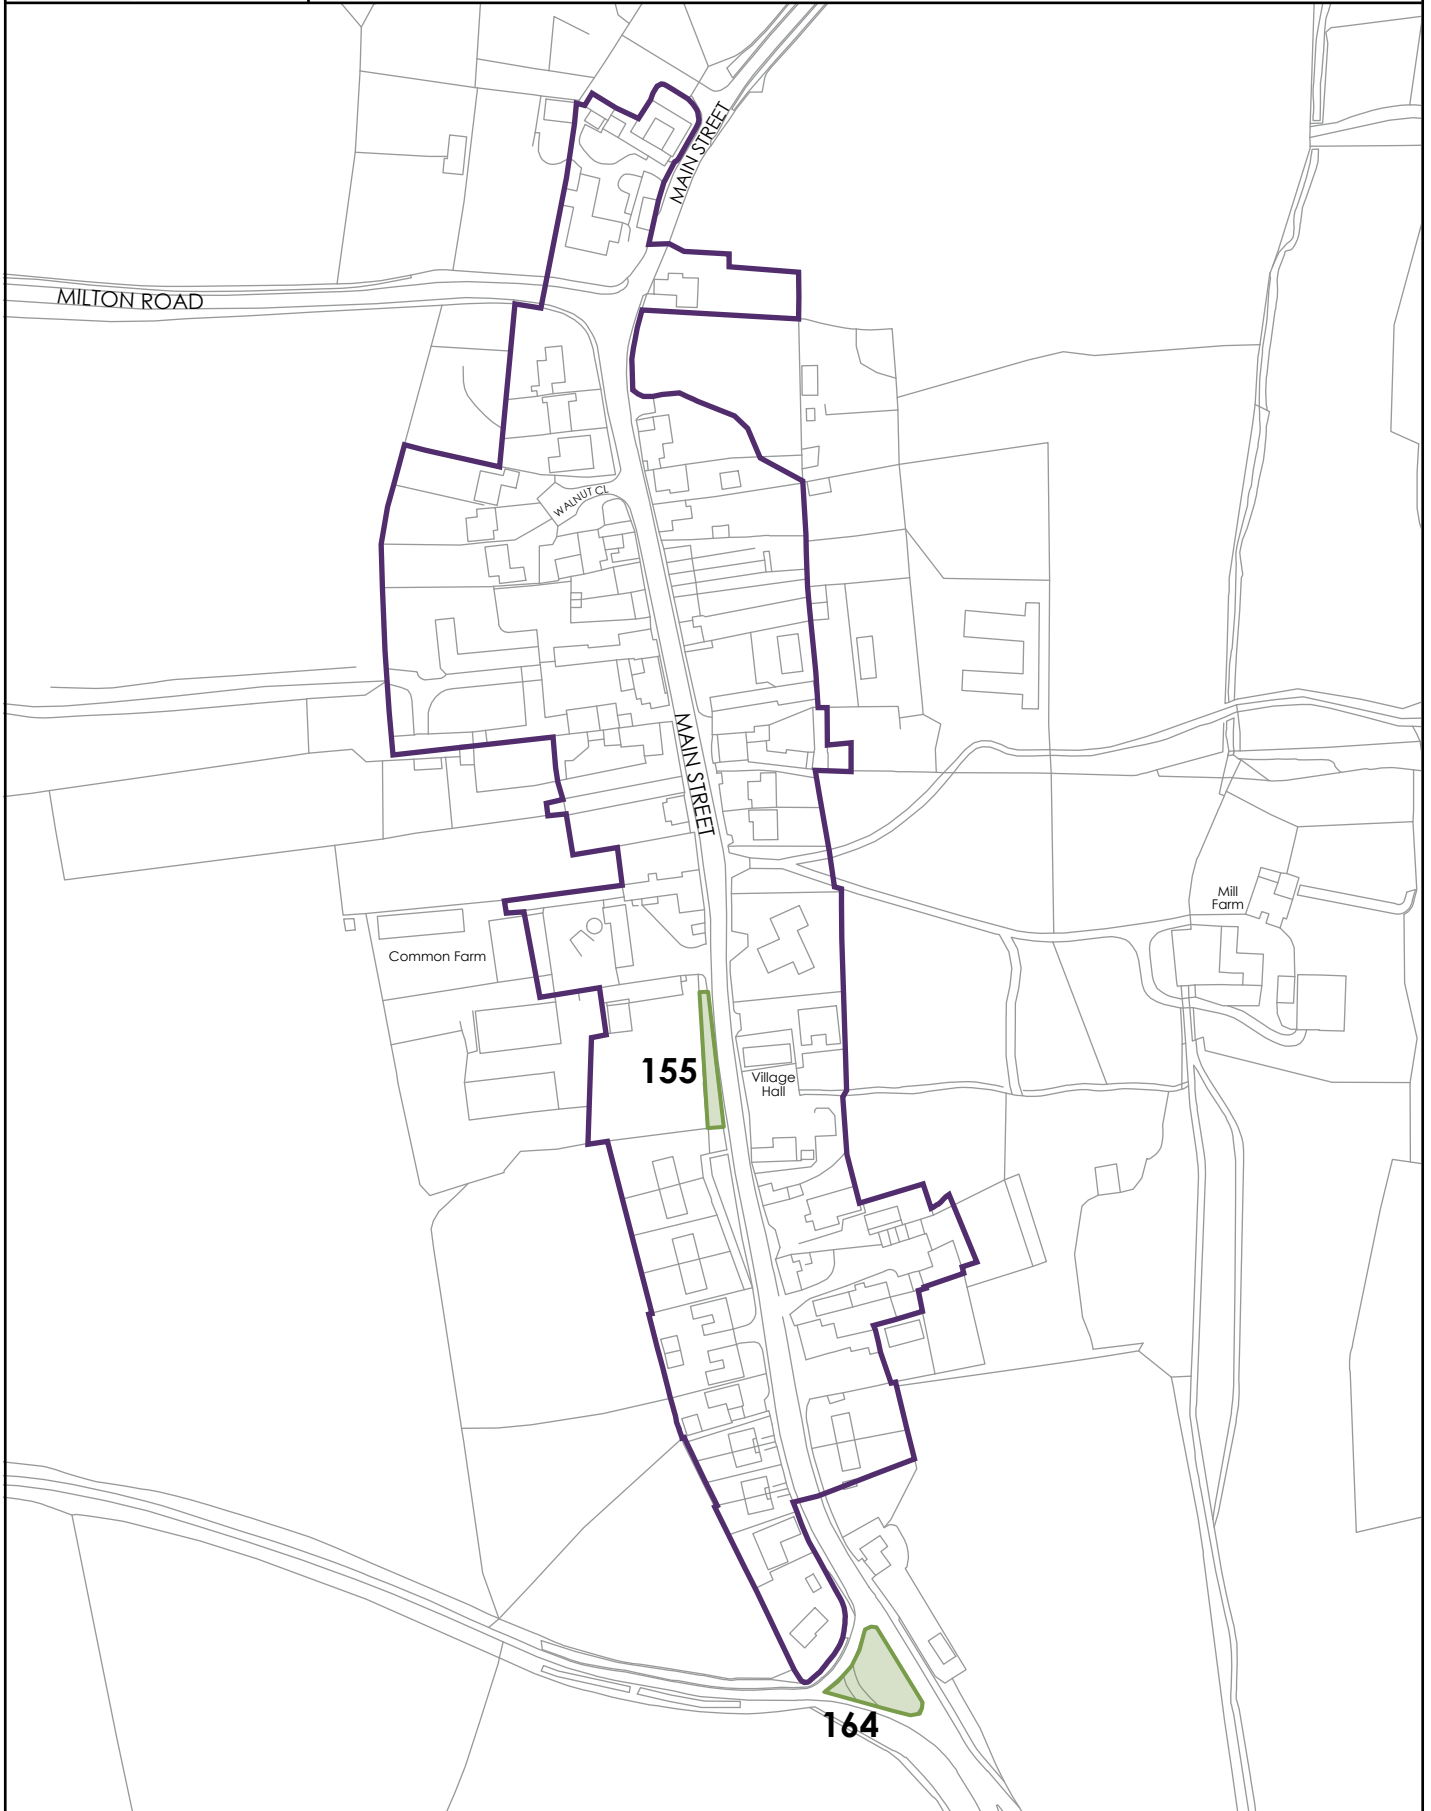 MAIN STREET
MILTON ROAD
WALNUT CL
MAIN STREET
Mill
Farm
Common Farm
155
Village
Hall
164